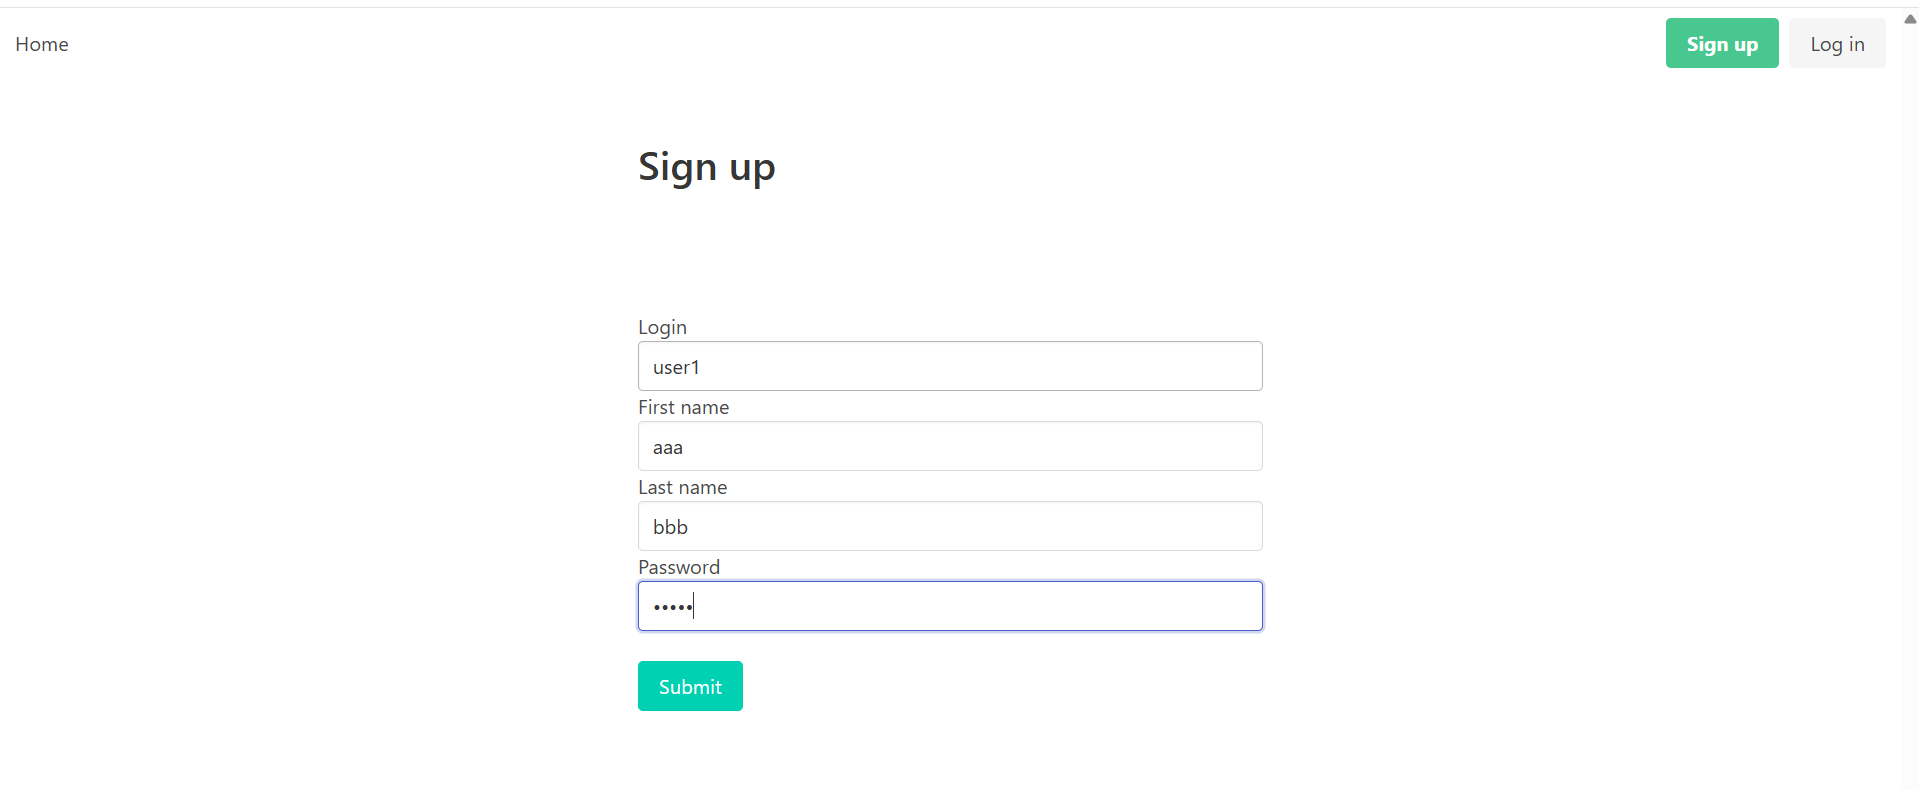 Home Sign up Log in
Sign up
Login
user1
First name
aaa
Last name
bbb
Password
•••••
Submit